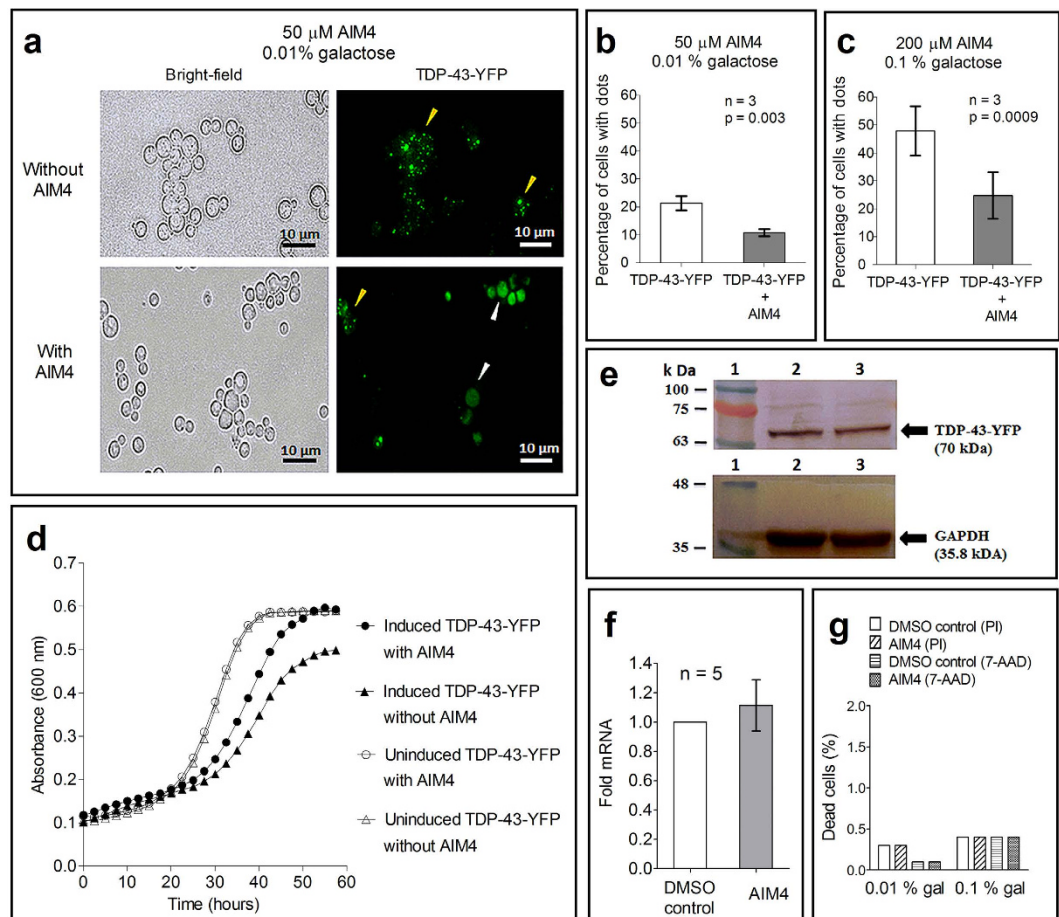 a
50 μM AIM4
0.01% galactose
Bright-field
TDP-43-YFP
Without
AIM4
10 μm
10 μm
With
AIM4
10 μm
10 μm
b
50 μM AIM4
0.01 % galactose
Percentage of cells with dots
60
50
40
30
20
10
0
n = 3
p = 0.003
TDP-43-YFP
TDP-43-YFP
+
AIM4
c
200 μM AIM4
0.1 % galactose
Percentage of cells with dots
60
50
40
30
20
10
0
n = 3
p = 0.0009
TDP-43-YFP
TDP-43-YFP
+
AIM4
d
Absorbance (600 nm)
0.7
0.6
0.5
0.4
0.3
0.2
0.1
0.0
0 10 20 30 40 50 60
Time (hours)
Induced TDP-43-YFP
with AIM4
Induced TDP-43-YFP
without AIM4
Uninduced TDP-43-YFP
with AIM4
Uninduced TDP-43-YFP
without AIM4
e
k Da
1 2 3
100
75
63
TDP-43-YFP
(70 kDa)
1 2 3
48
35
GAPDH
(35.8 kDA)
f
Fold mRNA
1.4
1.2
1.0
0.8
0.6
0.4
0.2
0.0
n = 5
DMSO
control
AIM4
g
DMSO control (PI)
AIM4 (PI)
DMSO control (7-AAD)
AIM4 (7-AAD)
Dead cells (%)
2.0
1.5
1.0
0.5
0.0
0.01 % gal
0.1 % gal